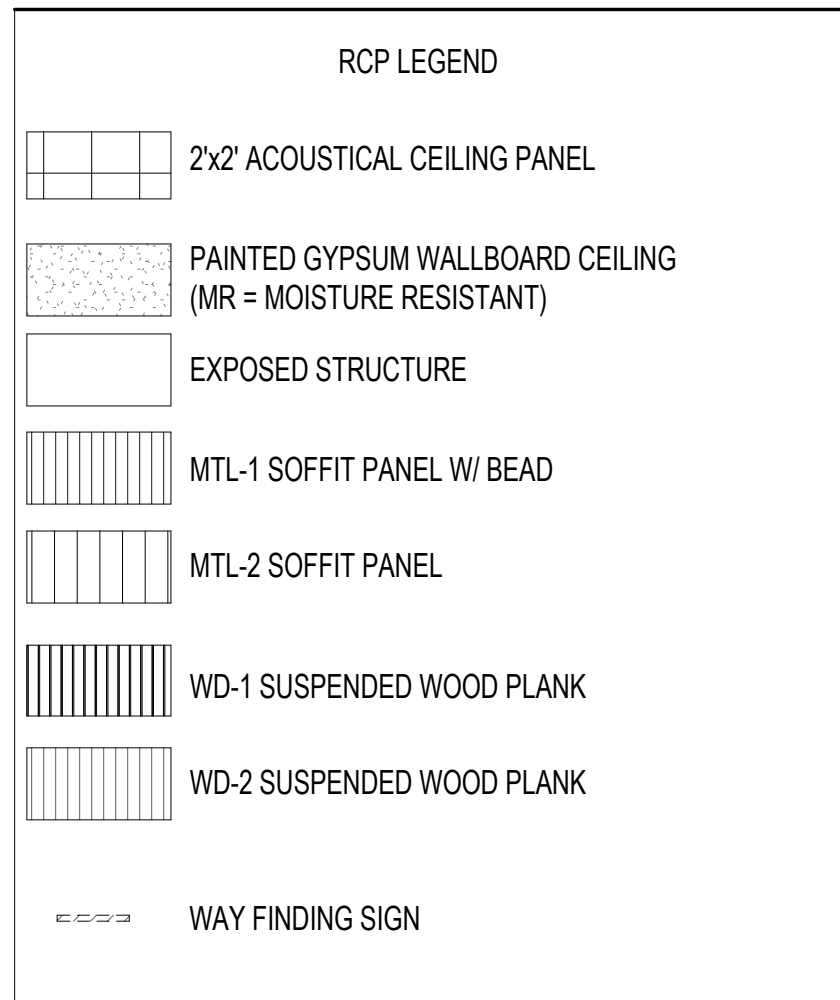 RCP LEGEND
2'x2' ACOUSTICAL CEILING PANEL
PAINTED GYPSUM WALLBOARD CEILING
(MR = MOISTURE RESISTANT)
EXPOSED STRUCTURE
MTL-1 SOFFIT PANEL W/ BEAD
MTL-2 SOFFIT PANEL
WD-1 SUSPENDED WOOD PLANK
WD-2 SUSPENDED WOOD PLANK
WAY FINDING SIGN